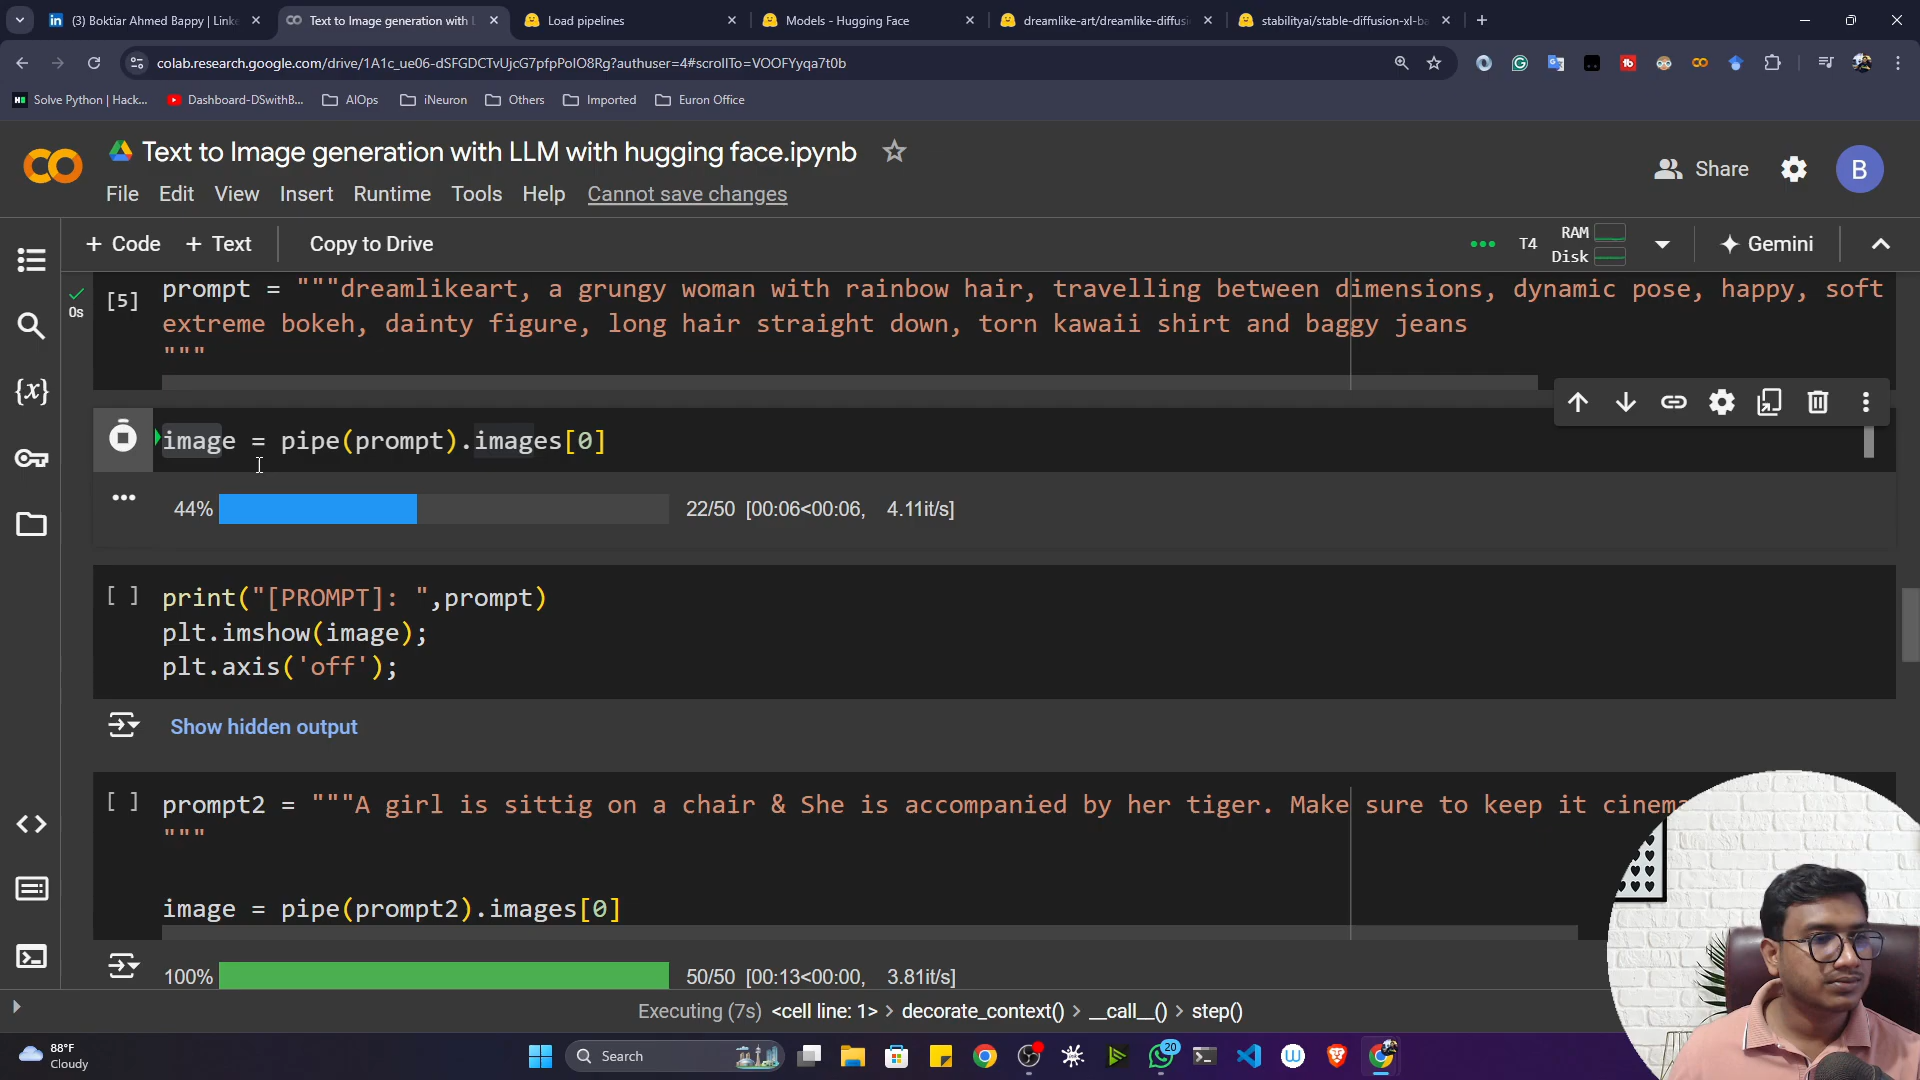 (3) Boktiar Ahmed Bappy | Linke
Text to Image generation with L
Load pipelines
Models - Hugging Face
dreamlike-art/dreamlike-diffusi
stabilityai/stable-diffusion-xl-ba
colab.research.google.com/drive/1A1c_ue06-dSFGDCTvUjcG7pfpPoIO8Rg?authuser=4#scrollTo=VOOFYyqa7t0b
Solve Python | Hack...
Dashboard-DSwithB...
AIOps
iNeuron
Others
Imported
Euron Boot
Text to Image generation with LLM with hugging face.ipynb
File Edit View Insert Runtime Tools Help Cannot save changes
Share
B
+ Code + Text Copy to Drive
T4
RAM
Disk
Gemini
[5]
0s
prompt = """dreamlikeart, a grungy woman with rainbow hair, travelling between dimensions, dynamic pose, happy, soft
extreme bokeh, dainty figure, long hair straight down, torn kawaii shirt and baggy jeans
"""
image = pipe(prompt).images[0]
44% 22/50 [00:06<00:06, 4.11it/s]
[ ]
print("[PROMPT]: ",prompt)
plt.imshow(image);
plt.axis('off');
Show hidden output
[ ]
prompt2 = """A girl is sittig on a chair & She is accompanied by her tiger. Make sure to keep it cinema
"""
image = pipe(prompt2).images[0]
100% 50/50 [00:13<00:00, 3.81it/s]
Executing (7s) <cell line: 1> > decorate_context() > __call__() > step()
88°F
Cloudy
Search
20